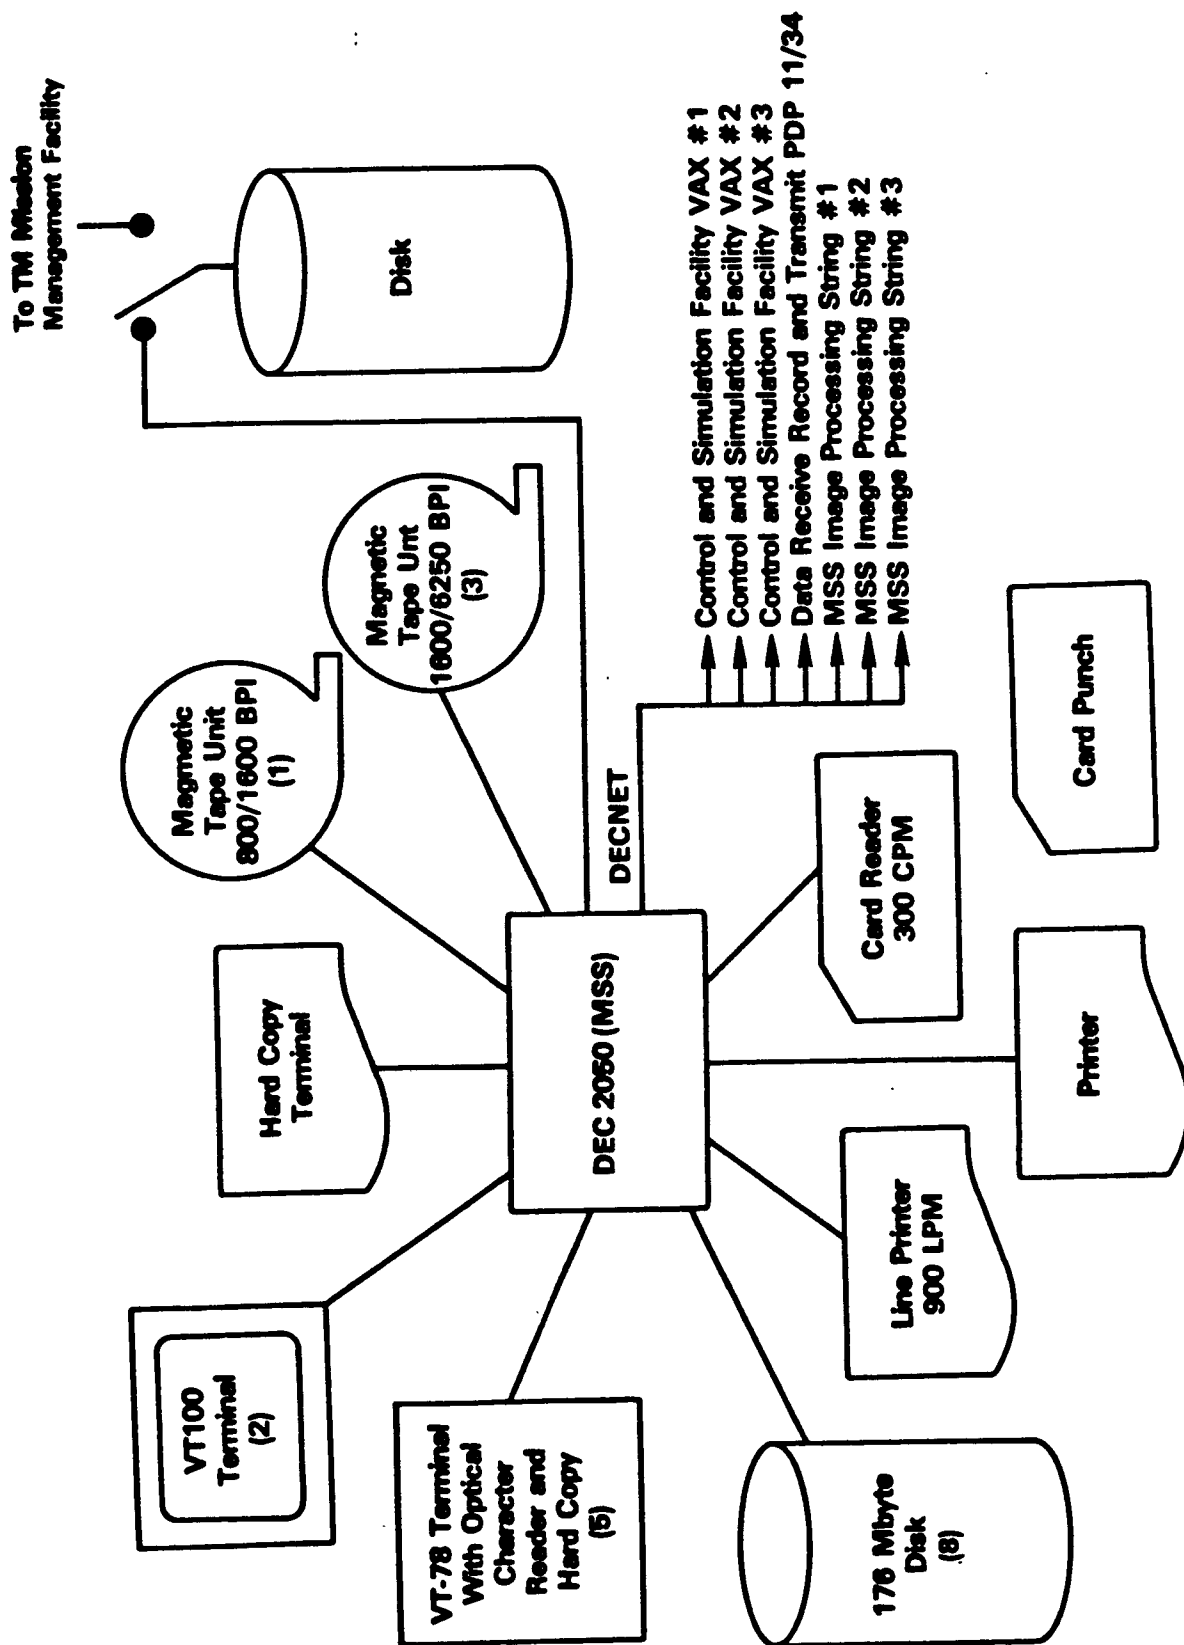 To TM Mission
Management Facility
Disk
Magnetic
Tape Unit
800/1600 BPI
(1)
Magnetic
Tape Unt
1600/6250 BPI
(3)
Hard Copy
Terminal
VT100
Terminal
(2)
VT-78 Terminal
With Optical
Character
Reader and
Hard Copy
(5)
DEC 2050 (MSS)
DECNET
Control and Simulation Facility VAX #1
Control and Simulation Facility VAX #2
Control and Simulation Facility VAX #3
Data Receive Record and Transmit PDP 11/34
MSS Image Processing String #1
MSS Image Processing String #2
MSS Image Processing String #3
176 Mbyte
Disk
(8)
Line Printer
900 LPM
Printer
Card Reader
300 CPM
Card Punch